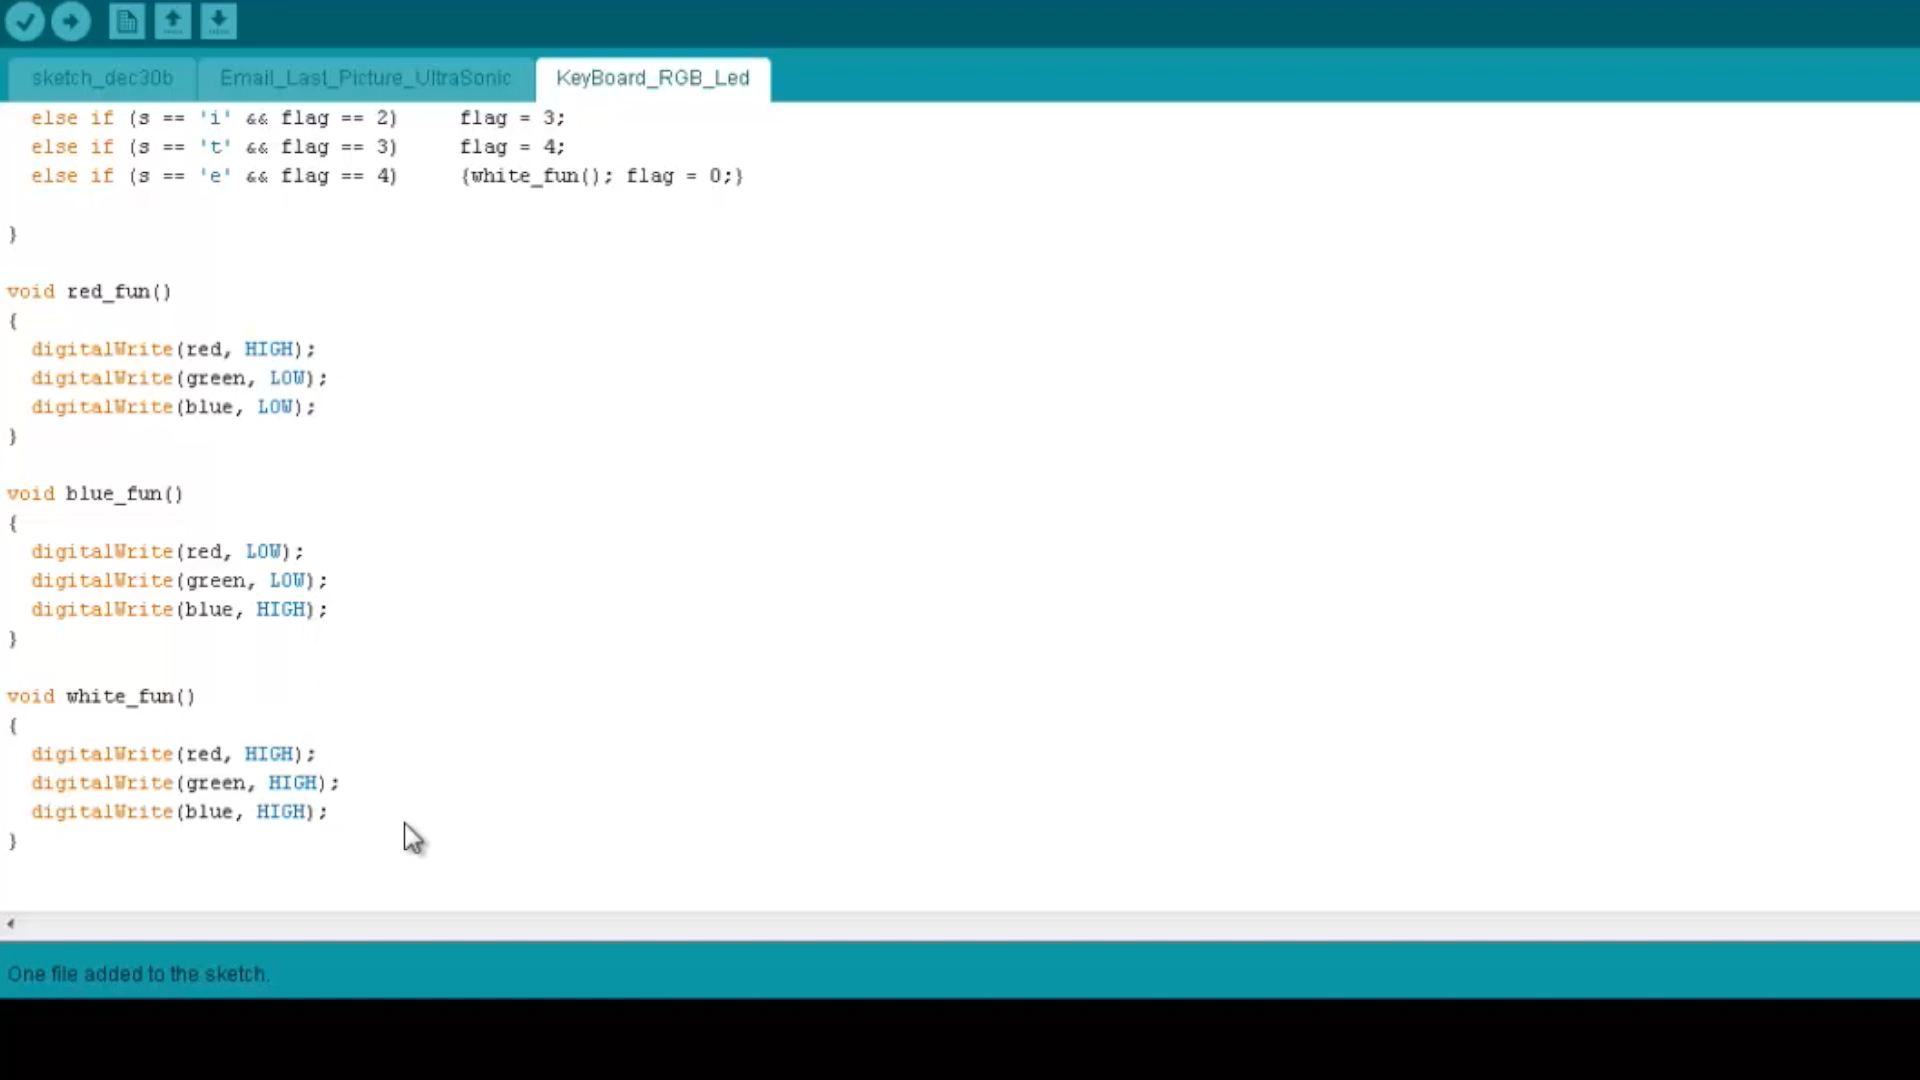 sketch_dec30b Email_Last_Picture_UltraSonic KeyBoard_RGB_Led
else if (s == 'i' && flag == 2) flag = 3;
else if (s == 't' && flag == 3) flag = 4;
else if (s == 'e' && flag == 4) {white_fun(); flag = 0;}
}
void red_fun()
{
digitalWrite(red, HIGH);
digitalWrite(green, LOW);
digitalWrite(blue, LOW);
}
void blue_fun()
{
digitalWrite(red, LOW);
digitalWrite(green, LOW);
digitalWrite(blue, HIGH);
}
void white_fun()
{
digitalWrite(red, HIGH);
digitalWrite(green, HIGH);
digitalWrite(blue, HIGH);
}
One file added to the sketch.